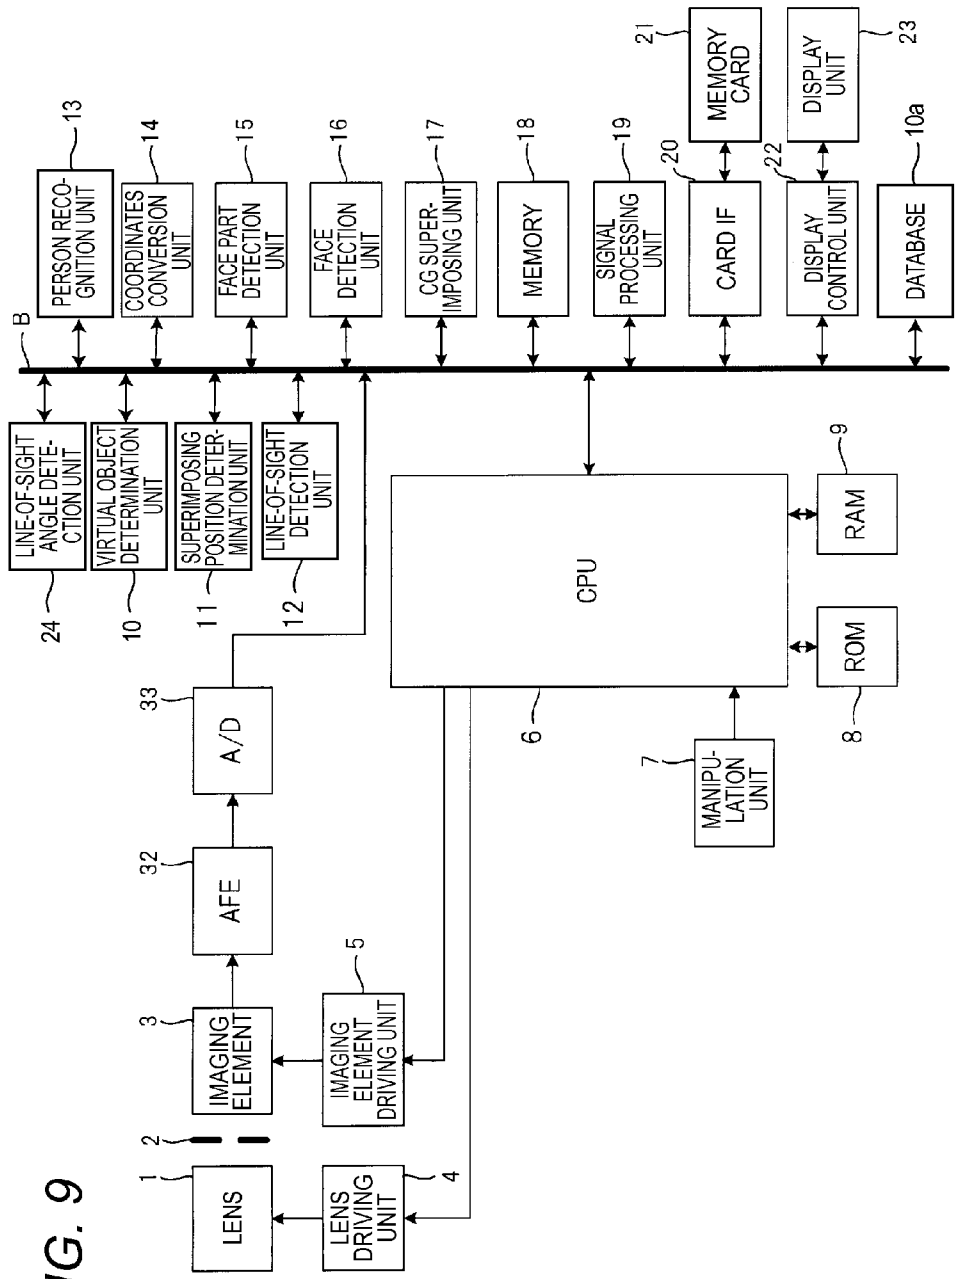 IG. 9
1
LENS
LENS
DRIVING
UNIT
4
2
3
IMAGING
ELEMENT
IMAGING
ELEMENT
DRIVING UNIT
5
32
AFE
33
A/D
6
CPU
7
MANIPU-
LATION
UNIT
8
ROM
9
RAM
24
LINE-OF-SIGHT
ANGLE DETE-
CTION UNIT
10
VIRTUAL OBJECT
DETERMINATION
UNIT
11
SUPERIMPOSING
POSITION DETER-
MINATION UNIT
12
LINE-OF-SIGHT
DETECTION
UNIT
B
13
PERSON RECO-
GNITION UNIT
14
COORDINATES
CONVERSION
UNIT
15
FACE PART
DETECTION
UNIT
16
FACE
DETECTION
UNIT
17
CG SUPER-
IMPOSING UNIT
18
MEMORY
19
SIGNAL
PROCESSING
UNIT
20
CARD IF
21
MEMORY
CARD
22
DISPLAY
CONTROL UNIT
23
DISPLAY
UNIT
10a
DATABASE